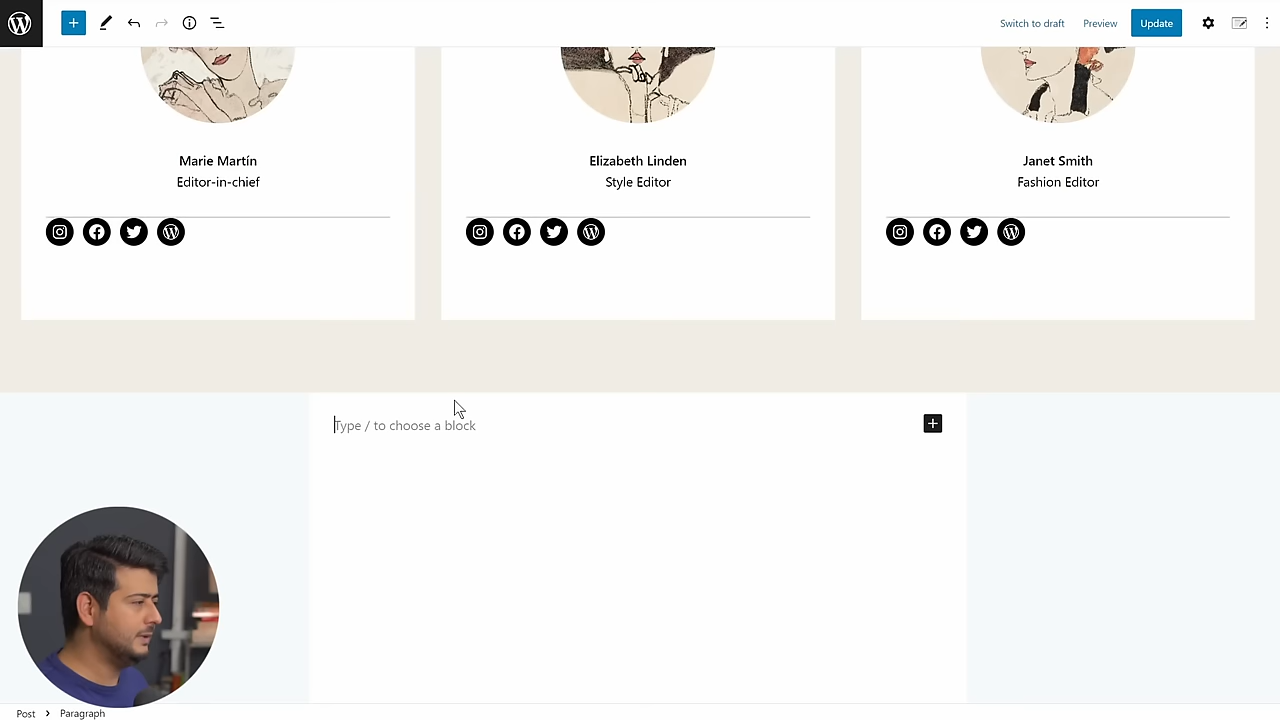 Switch to draft Preview Update
Marie Martín
Editor-in-chief
Elizabeth Linden
Style Editor
Janet Smith
Fashion Editor
Type / to choose a block
Post > Paragraph